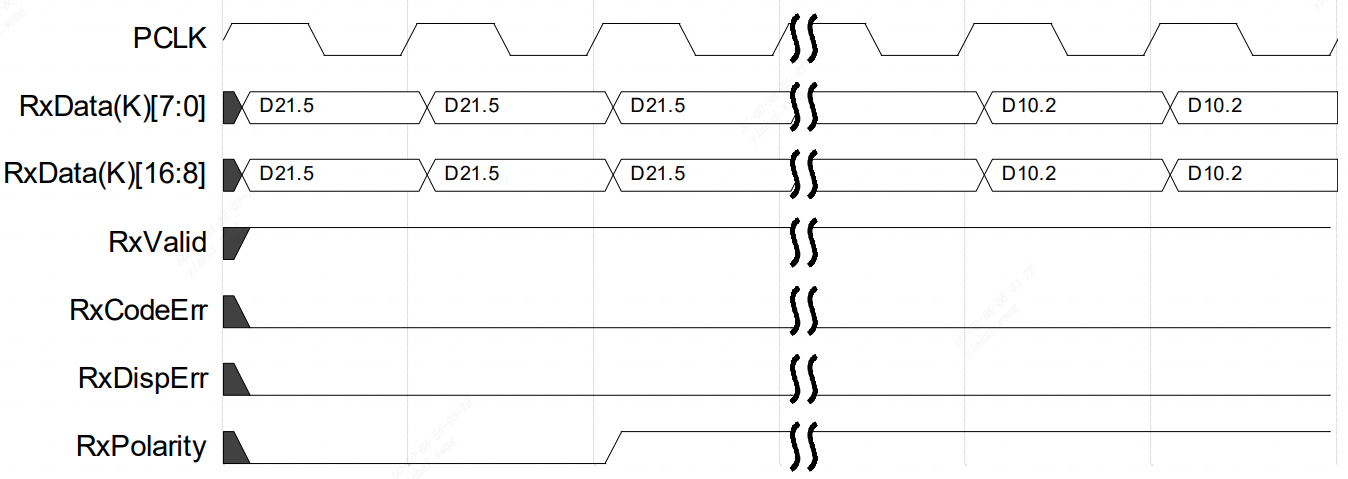 PCLK
RxData(K)[7:0] D21.5 D21.5 D21.5 D10.2 D10.2
RxData(K)[16:8] D21.5 D21.5 D21.5 D10.2 D10.2
RxValid
RxCodeErr
RxDispErr
RxPolarity